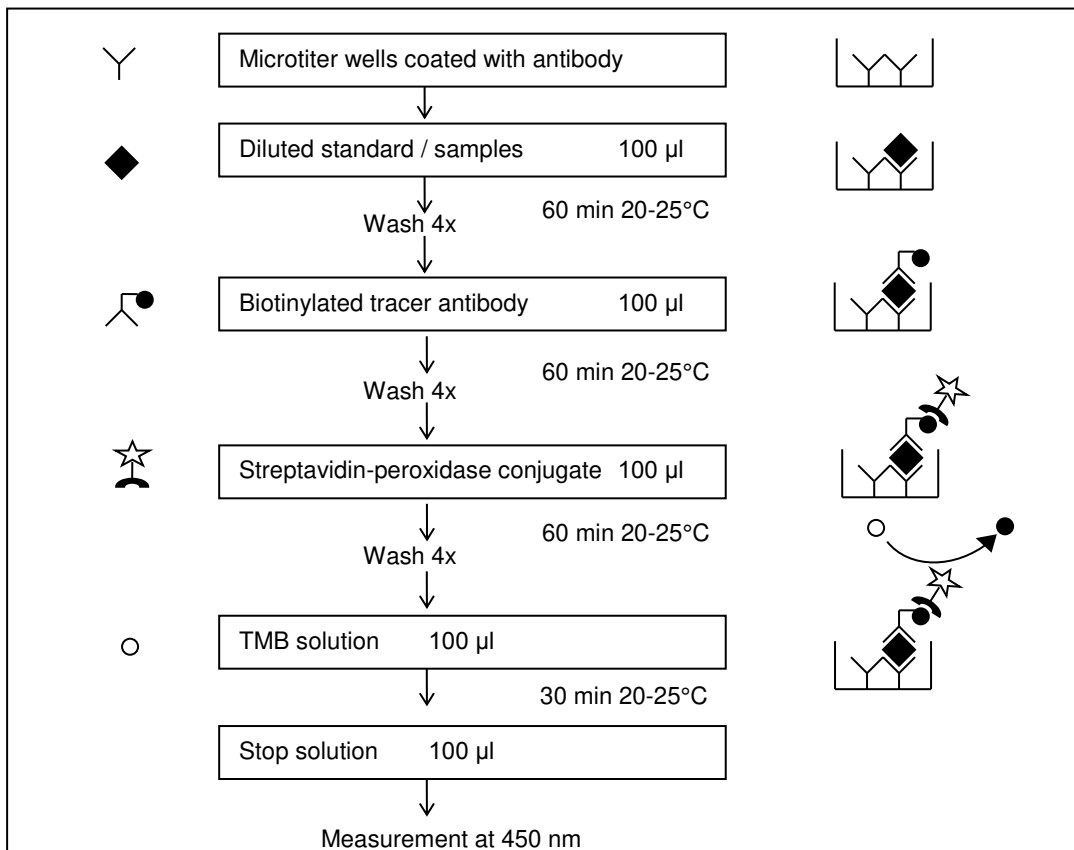 Microtiter wells coated with antibody
Diluted standard / samples 100 µl
60 min 20-25°C
Wash 4x
Biotinylated tracer antibody 100 µl
60 min 20-25°C
Wash 4x
Streptavidin-peroxidase conjugate 100 µl
60 min 20-25°C
Wash 4x
TMB solution 100 µl
30 min 20-25°C
Stop solution 100 µl
Measurement at 450 nm